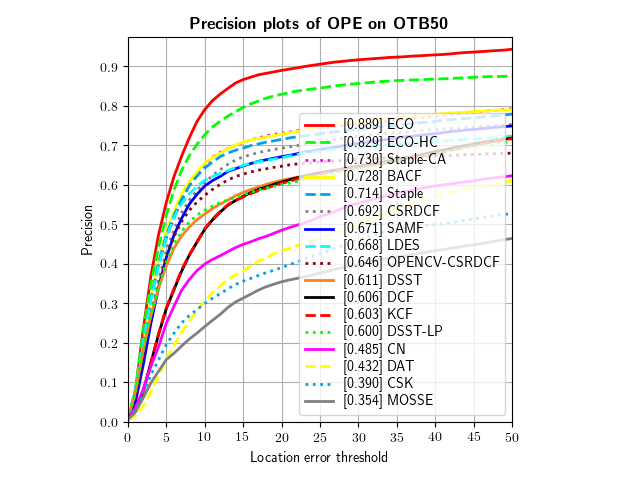 Precision plots of OPE on OTB50
Precision
0.9
0.8
0.7
0.6
0.5
0.4
0.3
0.2
0.1
0.0
[0.889] ECO
[0.829] ECO-HC
[0.730] Staple-CA
[0.728] BACF
[0.714] Staple
[0.692] CSRDCF
[0.671] SAMF
[0.668] LDES
[0.646] OPENCV-CSRDCF
[0.611] DSST
[0.606] DCF
[0.603] KCF
[0.600] DSST-LP
[0.485] CN
[0.432] DAT
[0.390] CSK
[0.354] MOSSE
0 5 10 15 20 25 30 35 40 45 50
Location error threshold